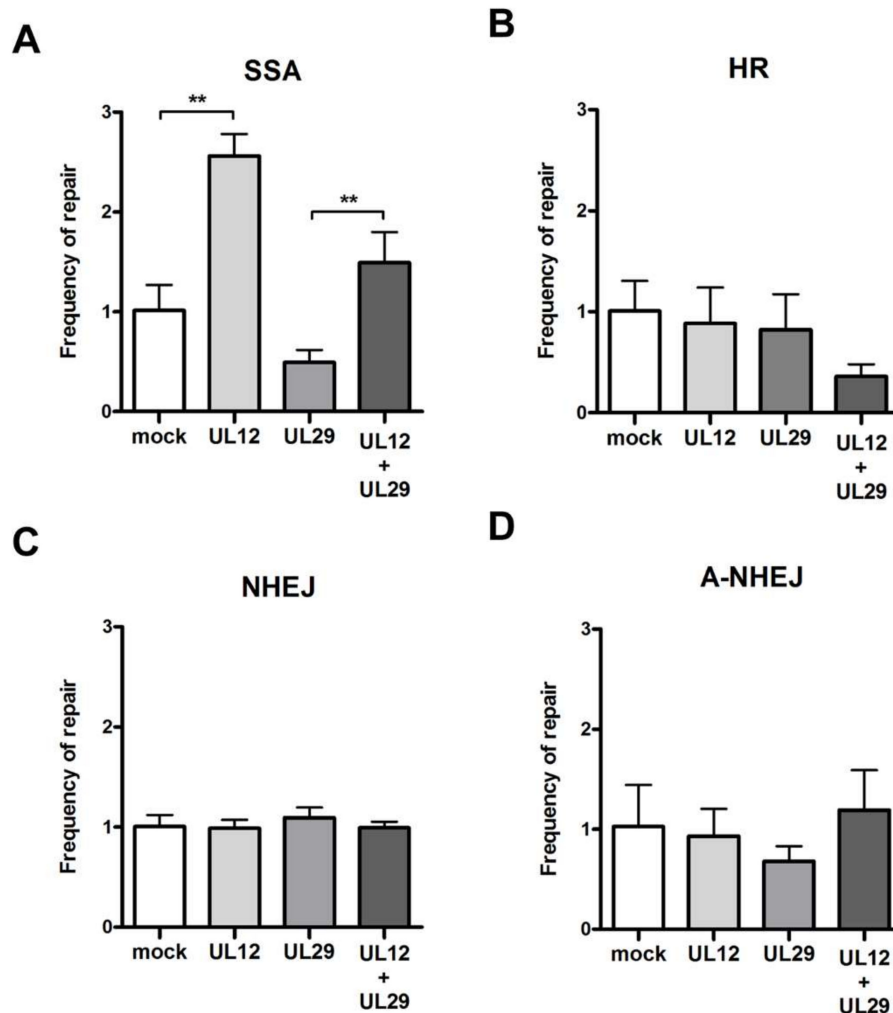 A
SSA
Frequency of repair
3
2
1
0
**
**
mock UL12 UL29 UL12
+
UL29
B
HR
Frequency of repair
3
2
1
0
mock UL12 UL29 UL12
+
UL29
C
NHEJ
Frequency of repair
3
2
1
0
mock UL12 UL29 UL12
+
UL29
D
A-NHEJ
Frequency of repair
3
2
1
0
mock UL12 UL29 UL12
+
UL29